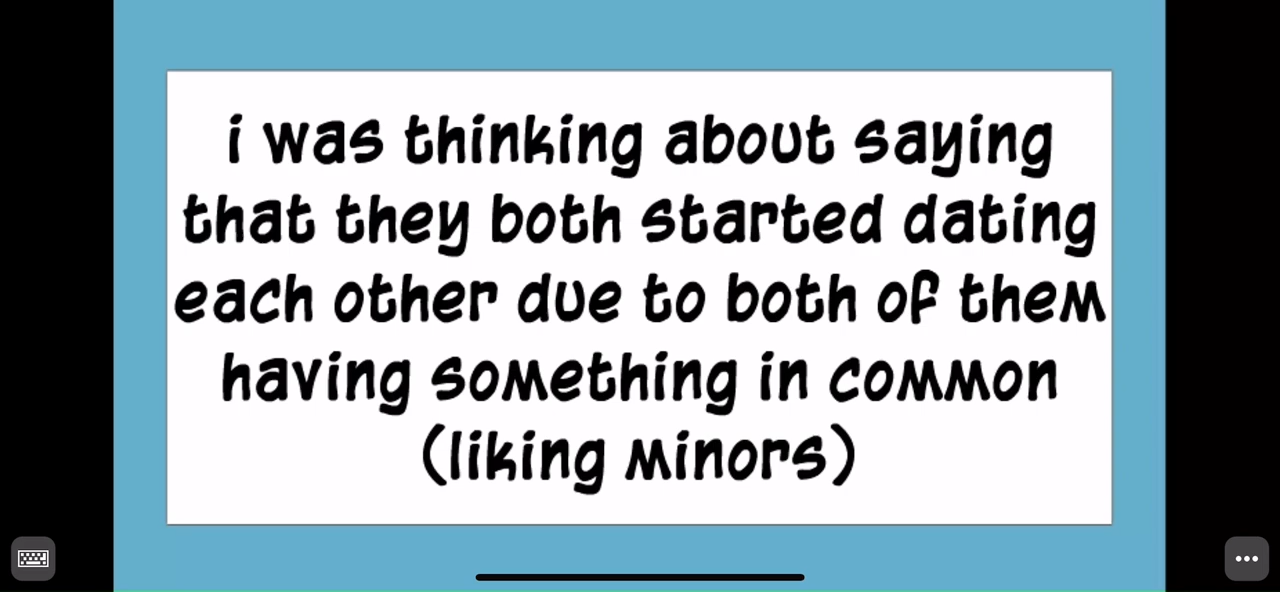 i was thinking about saying
that they both started dating
each other due to both of them
having something in common
(liking minors)